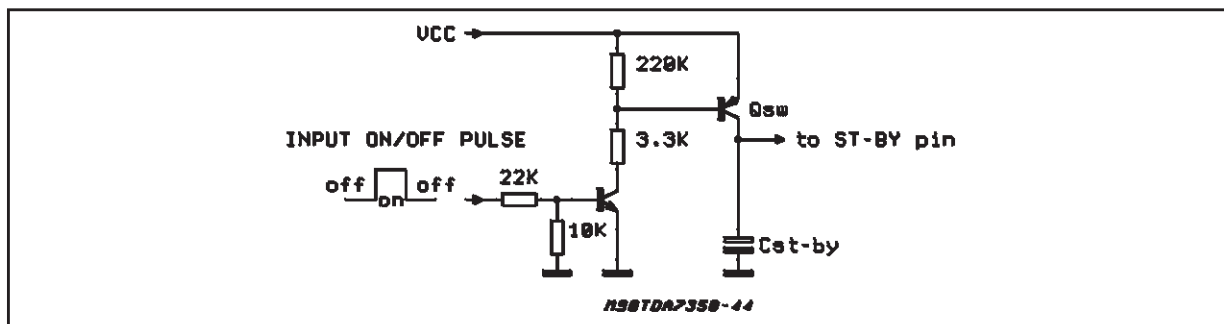 VCC
220K
Qsw
3.3K
to ST-BY pin
INPUT ON/OFF PULSE
off on off
22K
10K
Cst-by
M90TDA7350-44